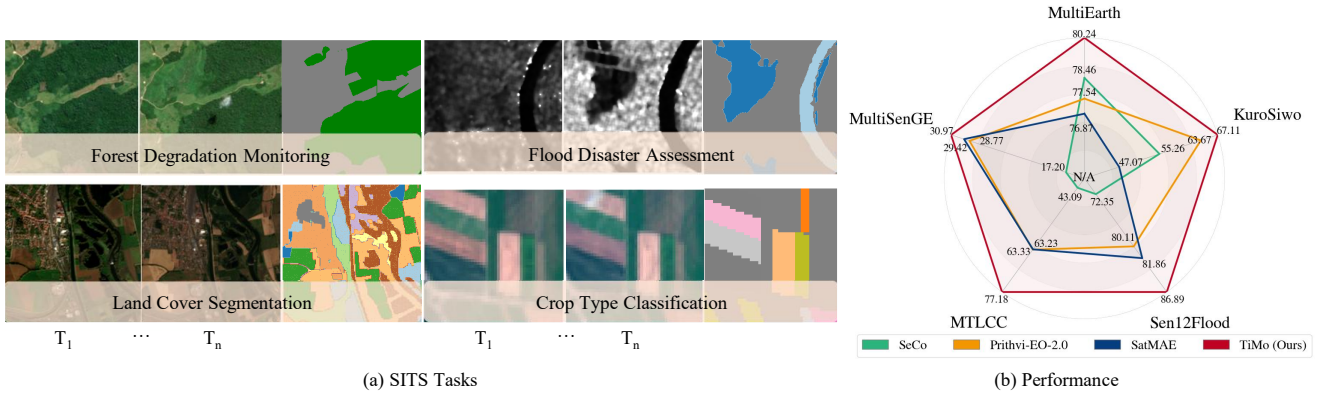 Forest Degradation Monitoring
Flood Disaster Assessment
Land Cover Segmentation
Crop Type Classification
T1 ... Tn
T1 ... Tn
(a) SITS Tasks
MultiEarth
80.24
78.46
77.54
76.87
MultiSenGE
30.97
29.42
28.77
17.20
KuroSiwo
67.11
63.67
55.26
47.07
N/A
43.09
72.35
63.33
63.23
80.11
81.86
77.18
86.89
MTLCC
Sen12Flood
SeCo
Prithvi-EO-2.0
SatMAE
TiMo (Ours)
(b) Performance